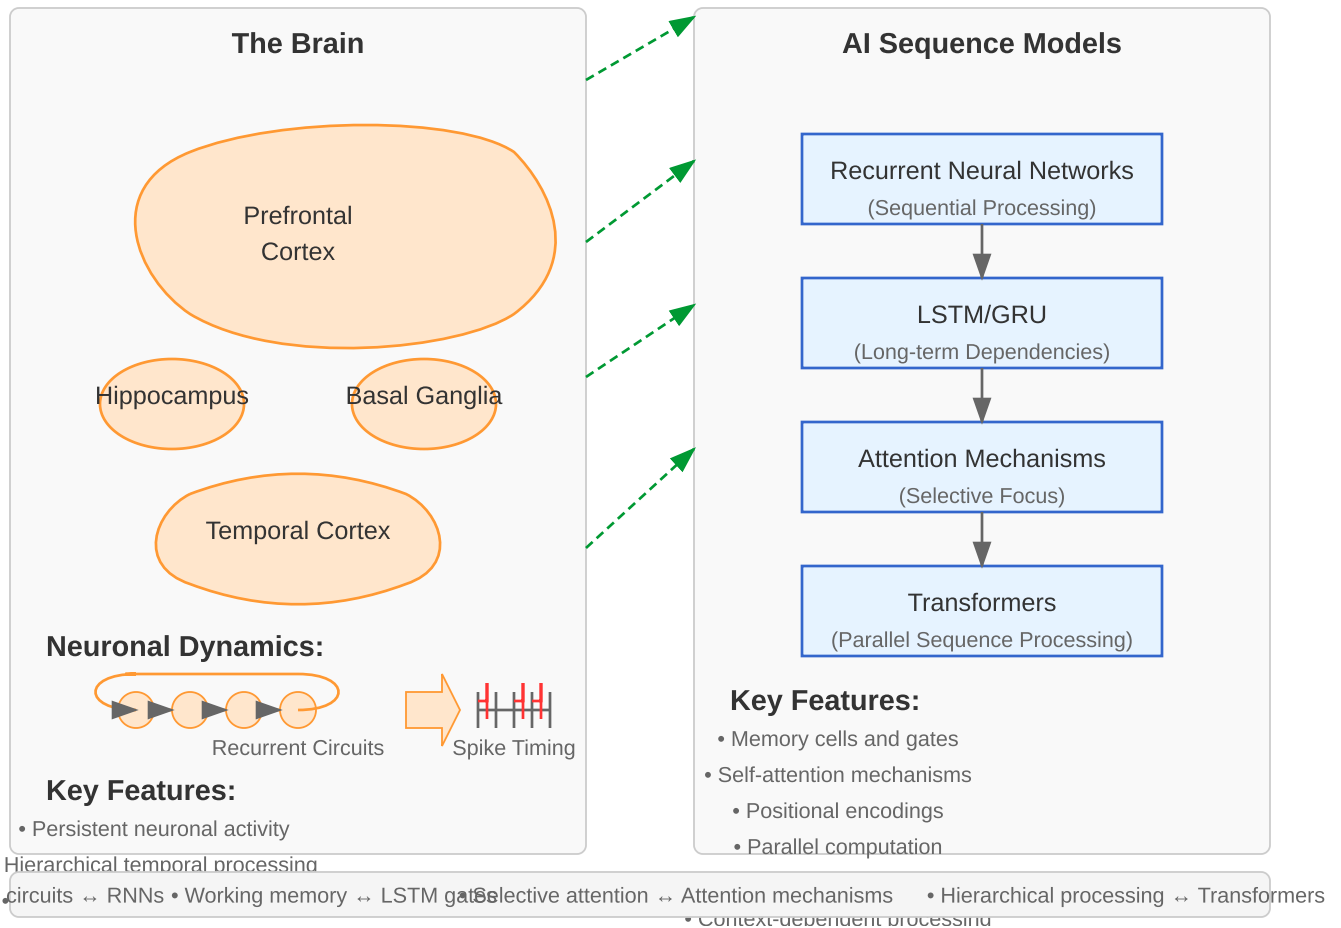 The Brain
Prefrontal
Cortex
Hippocampus
Basal Ganglia
Temporal Cortex
Neuronal Dynamics:
Recurrent Circuits
Spike Timing
Key Features:
• Persistent neuronal activity
Hierarchical temporal processing
AI Sequence Models
Recurrent Neural Networks
(Sequential Processing)
LSTM/GRU
(Long-term Dependencies)
Attention Mechanisms
(Selective Focus)
Transformers
(Parallel Sequence Processing)
Key Features:
• Memory cells and gates
• Self-attention mechanisms
• Positional encodings
• Parallel computation
circuits ↔ RNNs • Working memory ↔ LSTM gates • Selective attention ↔ Attention mechanisms • Hierarchical processing ↔ Transformers
• Context-dependent processing